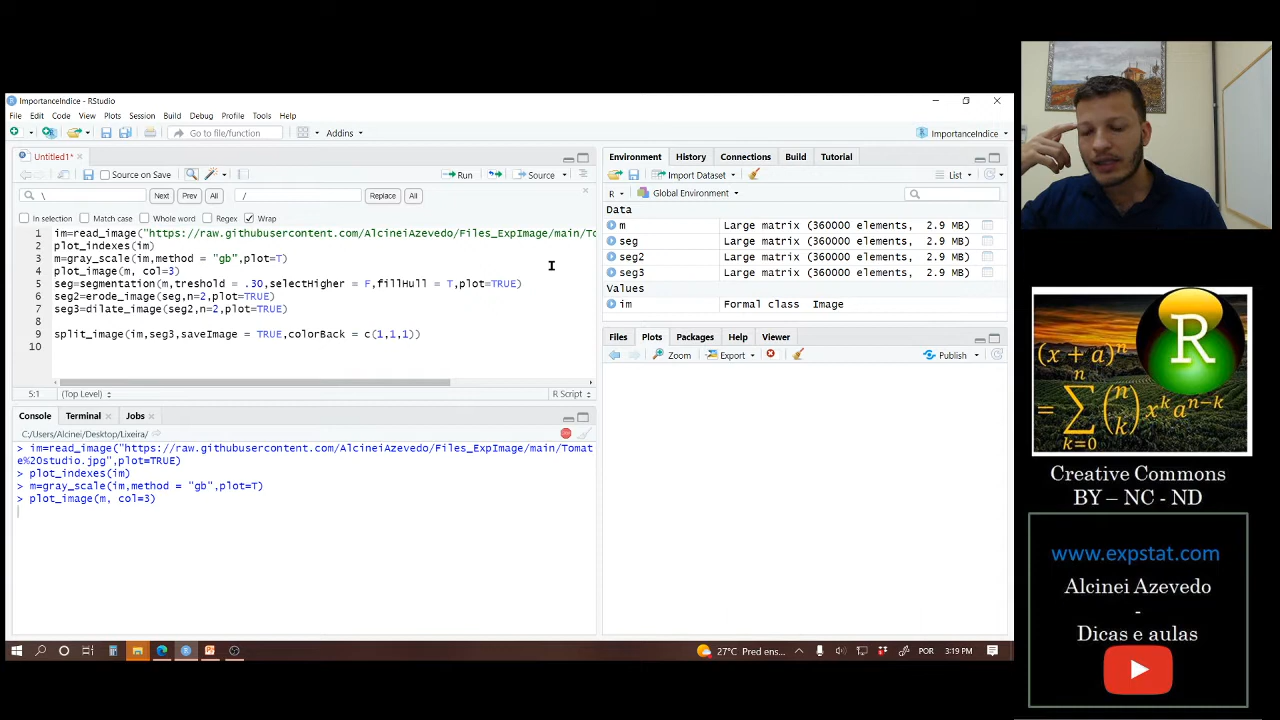 ImportanceIndice - RStudio
File Edit Code View Plots Session Build Debug Profile Tools Help
Go to file/function Addins ImportanceIndice
Untitled1*
Source on Save Run Source
\ Next Prev All / Replace All
In selection Match case Whole word Regex Wrap
1 im=read_image("https://raw.githubusercontent.com/AlcineiAzevedo/Files_ExpImage/main/To
2 plot_indexes(im)
3 m=gray_scale(im,method = "gb",plot=T)
4 plot_image(m, col=3)
5 seg=segmentation(m,treshold = .30,selectHigher = F,fillHull = T,plot=TRUE)
6 seg2=erode_image(seg,n=2,plot=TRUE)
7 seg3=dilate_image(seg2,n=2,plot=TRUE)
8
9 split_image(im,seg3,saveImage = TRUE,colorBack = c(1,1,1))
10
5:1 (Top Level) R Script
Console Terminal Jobs
C:/Users/Alcinei/Desktop/Lixeira/
> im=read_image("https://raw.githubusercontent.com/AlcineiAzevedo/Files_ExpImage/main/Tomat
e%20studio.jpg",plot=TRUE)
> plot_indexes(im)
> m=gray_scale(im,method = "gb",plot=T)
> plot_image(m, col=3)
Environment History Connections Build Tutorial
Import Dataset List
R Global Environment
Data
m Large matrix (360000 elements, 2.9 MB)
seg Large matrix (360000 elements, 2.9 MB)
seg2 Large matrix (360000 elements, 2.9 MB)
seg3 Large matrix (360000 elements, 2.9 MB)
Values
im Formal class Image
Files Plots Packages Help Viewer
Zoom Export Publish
27°C Pred ens... POR 3:19 PM
(x + a)ⁿ
= ∑ₖ₌₀ⁿ (n k) xᵏaⁿ⁻ᵏ
R
Creative Commons
BY – NC - ND
www.expstat.com
Alcinei Azevedo
-
Dicas e aulas